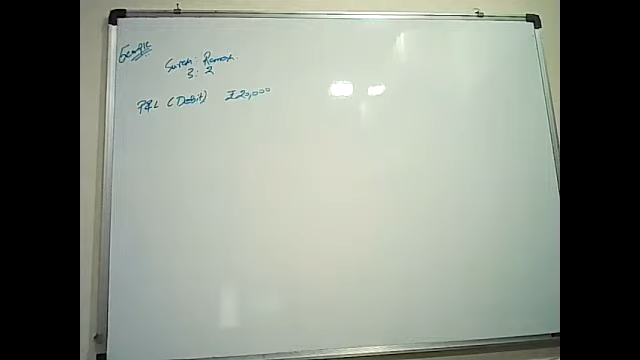 Example
Suresh : Ramesh
3 : 2
P&L (Debit) ₹20,000